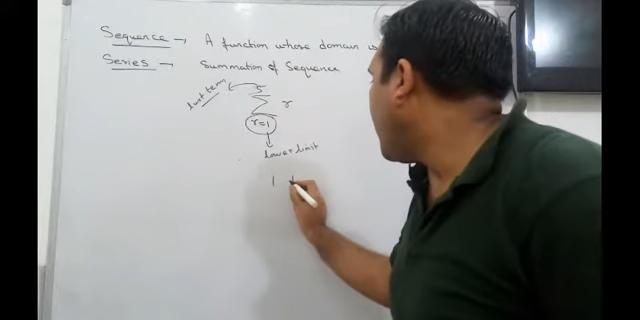 Sequence → A function whose domain is
Series → Summation of Sequence
last term
5
Σ r
r=1
lower limit
1 +